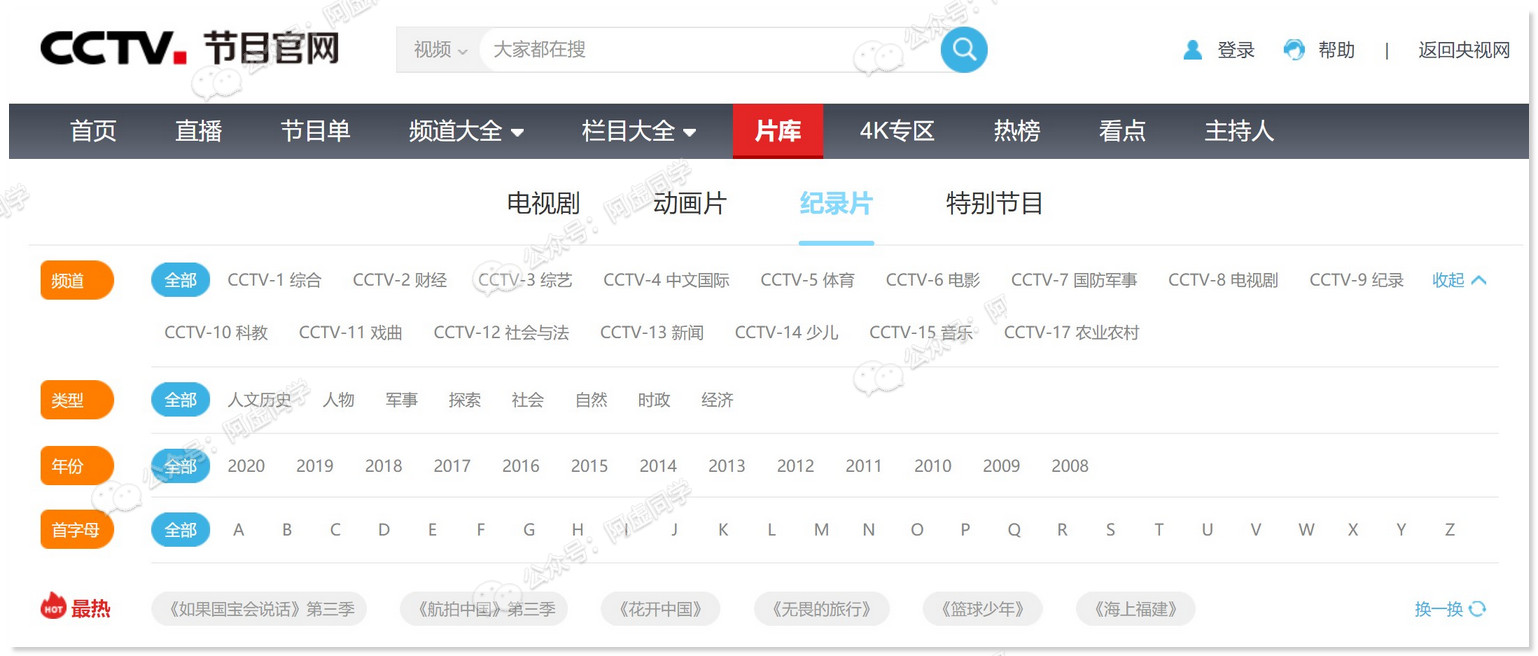 CCTV. 节目官网 视频 大家都在搜 登录 帮助 | 返回央视网
首页 直播 节目单 频道大全 栏目大全 片库 4K专区 热榜 看点 主持人
电视剧 动画片 纪录片 特别节目
频道 全部 CCTV-1 综合 CCTV-2 财经 CCTV-3 综艺 CCTV-4 中文国际 CCTV-5 体育 CCTV-6 电影 CCTV-7 国防军事 CCTV-8 电视剧 CCTV-9 纪录 收起
CCTV-10 科教 CCTV-11 戏曲 CCTV-12 社会与法 CCTV-13 新闻 CCTV-14 少儿 CCTV-15 音乐 CCTV-17 农业农村
类型 全部 人文历史 人物 军事 探索 社会 自然 时政 经济
年份 全部 2020 2019 2018 2017 2016 2015 2014 2013 2012 2011 2010 2009 2008
首字母 全部 A B C D E F G H I J K L M N O P Q R S T U V W X Y Z
HOT 最热 《如果国宝会说话》第三季 《航拍中国》第三季 《花开中国》 《无畏的旅行》 《篮球少年》 《海上福建》 换一换
公众号：阿虚同学